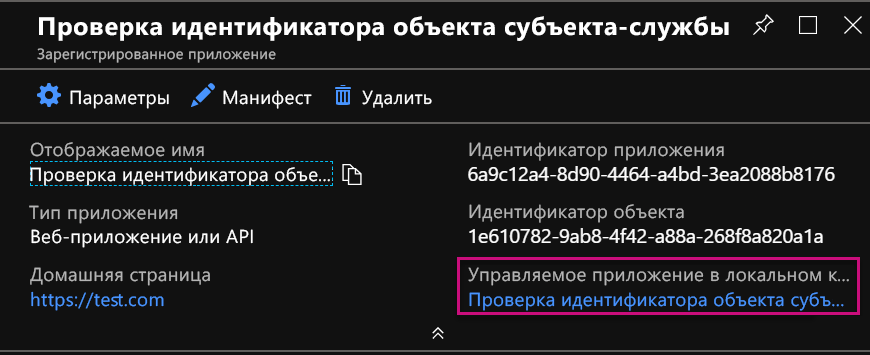 Проверка идентификатора объекта субъекта-службы
Зарегистрированное приложение
Параметры Манифест Удалить
Отображаемое имя
Проверка идентификатора объе...
Тип приложения
Веб-приложение или API
Домашняя страница
https://test.com
Идентификатор приложения
6a9c12a4-8d90-4464-a4bd-3ea2088b8176
Идентификатор объекта
1e610782-9ab8-4f42-a88a-268f8a820a1a
Управляемое приложение в локальном к...
Проверка идентификатора объекта субъ...